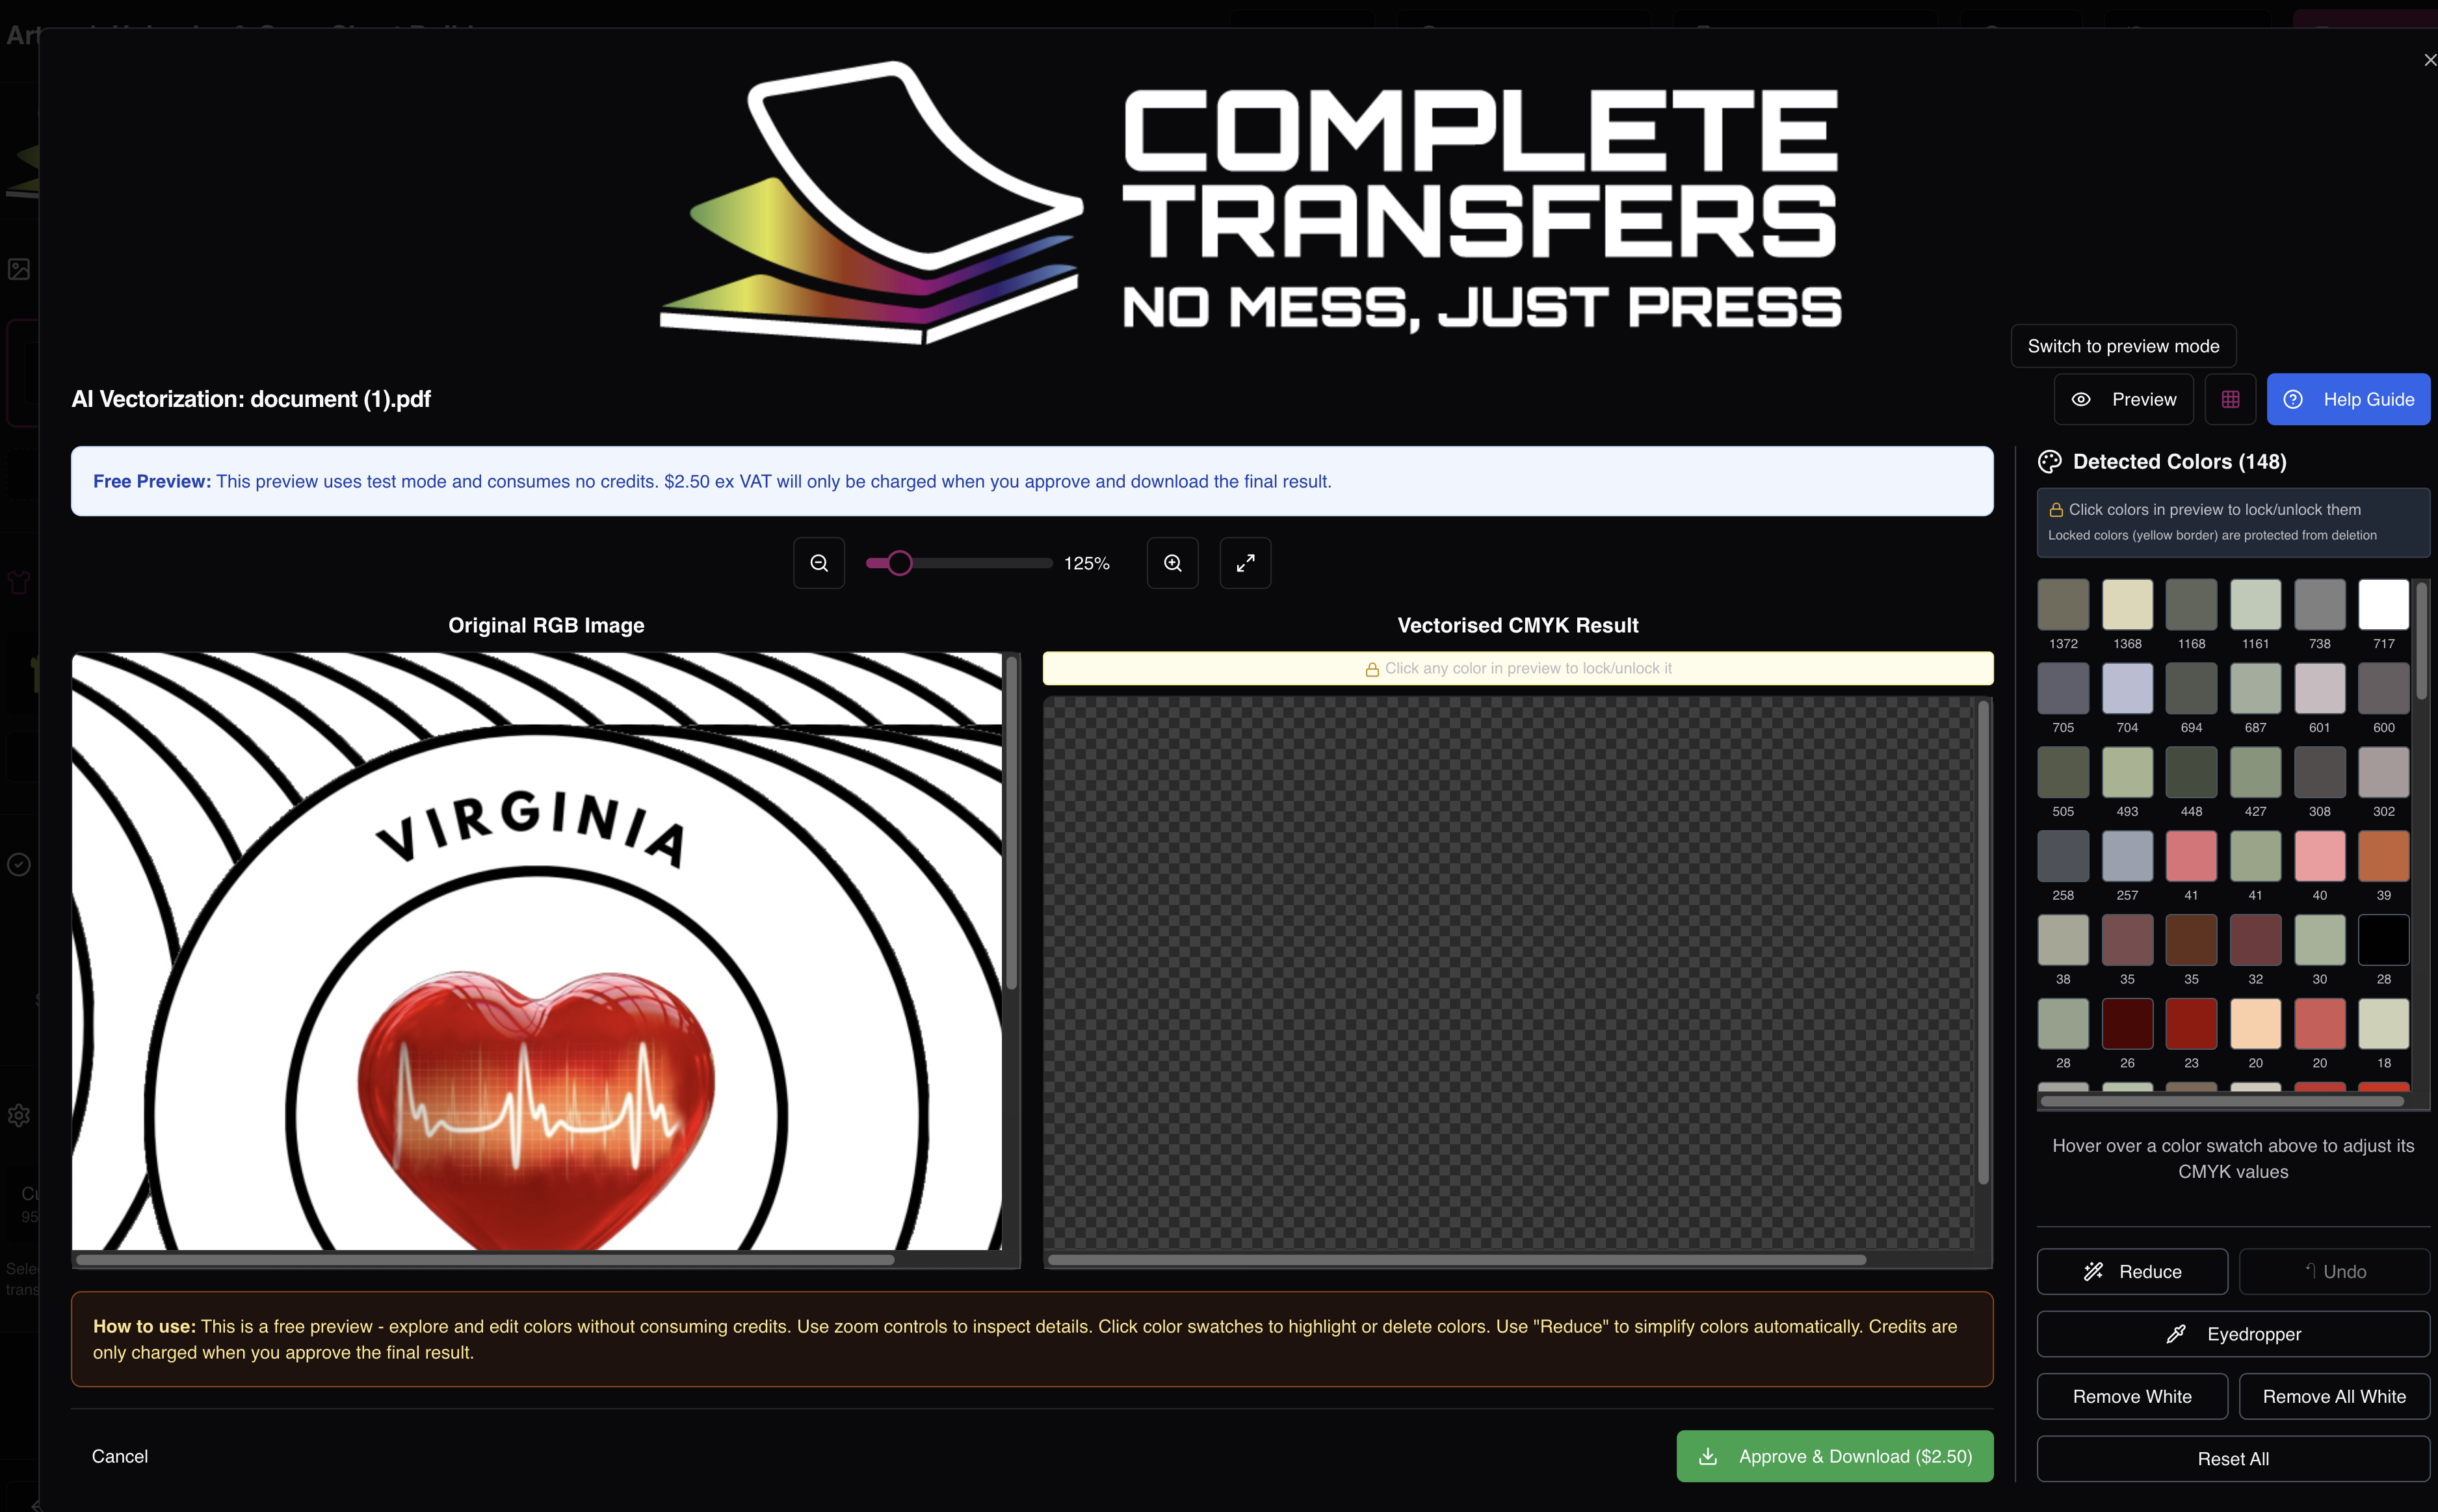 COMPLETE
TRANSFERS
NO MESS, JUST PRESS
Switch to preview mode
AI Vectorization: document (1).pdf
Preview
Help Guide
Free Preview: This preview uses test mode and consumes no credits. $2.50 ex VAT will only be charged when you approve and download the final result.
125%
Original RGB Image
Vectorised CMYK Result
Click any color in preview to lock/unlock it
VIRGINIA
How to use: This is a free preview - explore and edit colors without consuming credits. Use zoom controls to inspect details. Click color swatches to highlight or delete colors. Use "Reduce" to simplify colors automatically. Credits are
only charged when you approve the final result.
Cancel
Approve & Download ($2.50)
Detected Colors (148)
Click colors in preview to lock/unlock them
Locked colors (yellow border) are protected from deletion
1372 1368 1168 1161 738 717
705 704 694 687 601 600
505 493 448 427 308 302
258 257 41 41 40 39
38 35 35 32 30 28
28 26 23 20 20 18
Hover over a color swatch above to adjust its
CMYK values
Reduce
Undo
Eyedropper
Remove White
Remove All White
Reset All